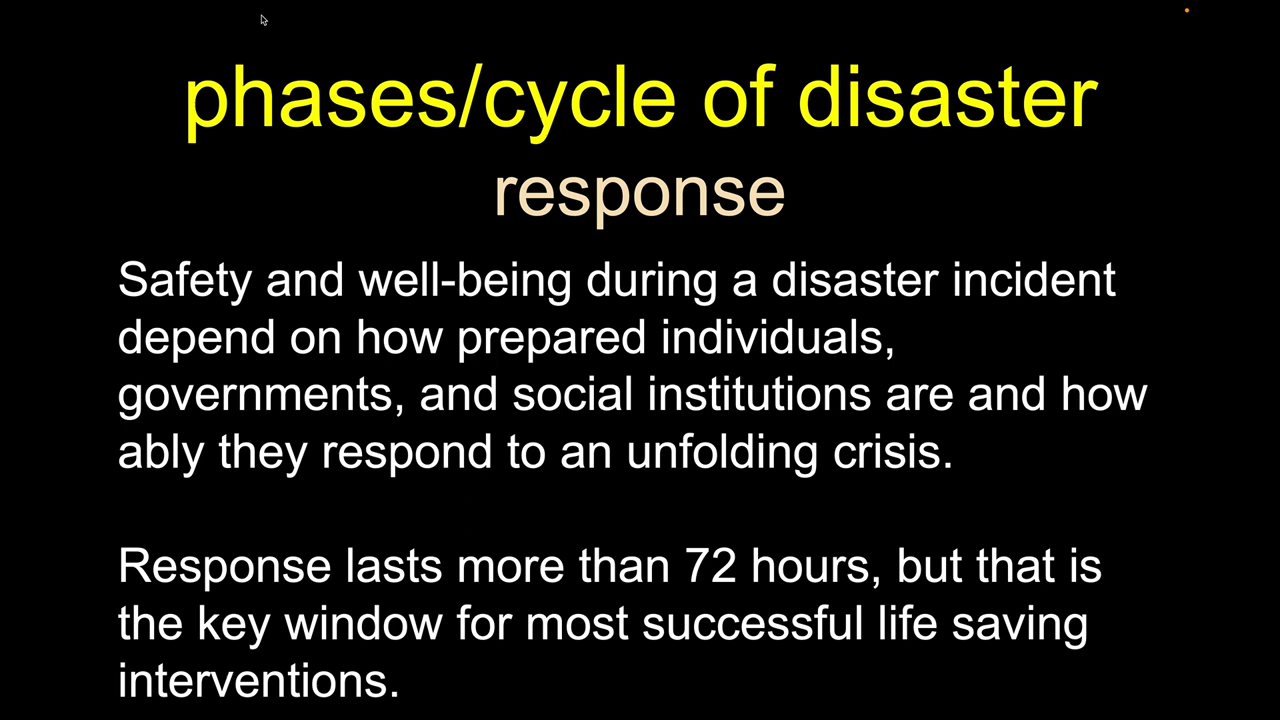 phases/cycle of disaster
response
Safety and well-being during a disaster incident
depend on how prepared individuals,
governments, and social institutions are and how
ably they respond to an unfolding crisis.
Response lasts more than 72 hours, but that is
the key window for most successful life saving
interventions.